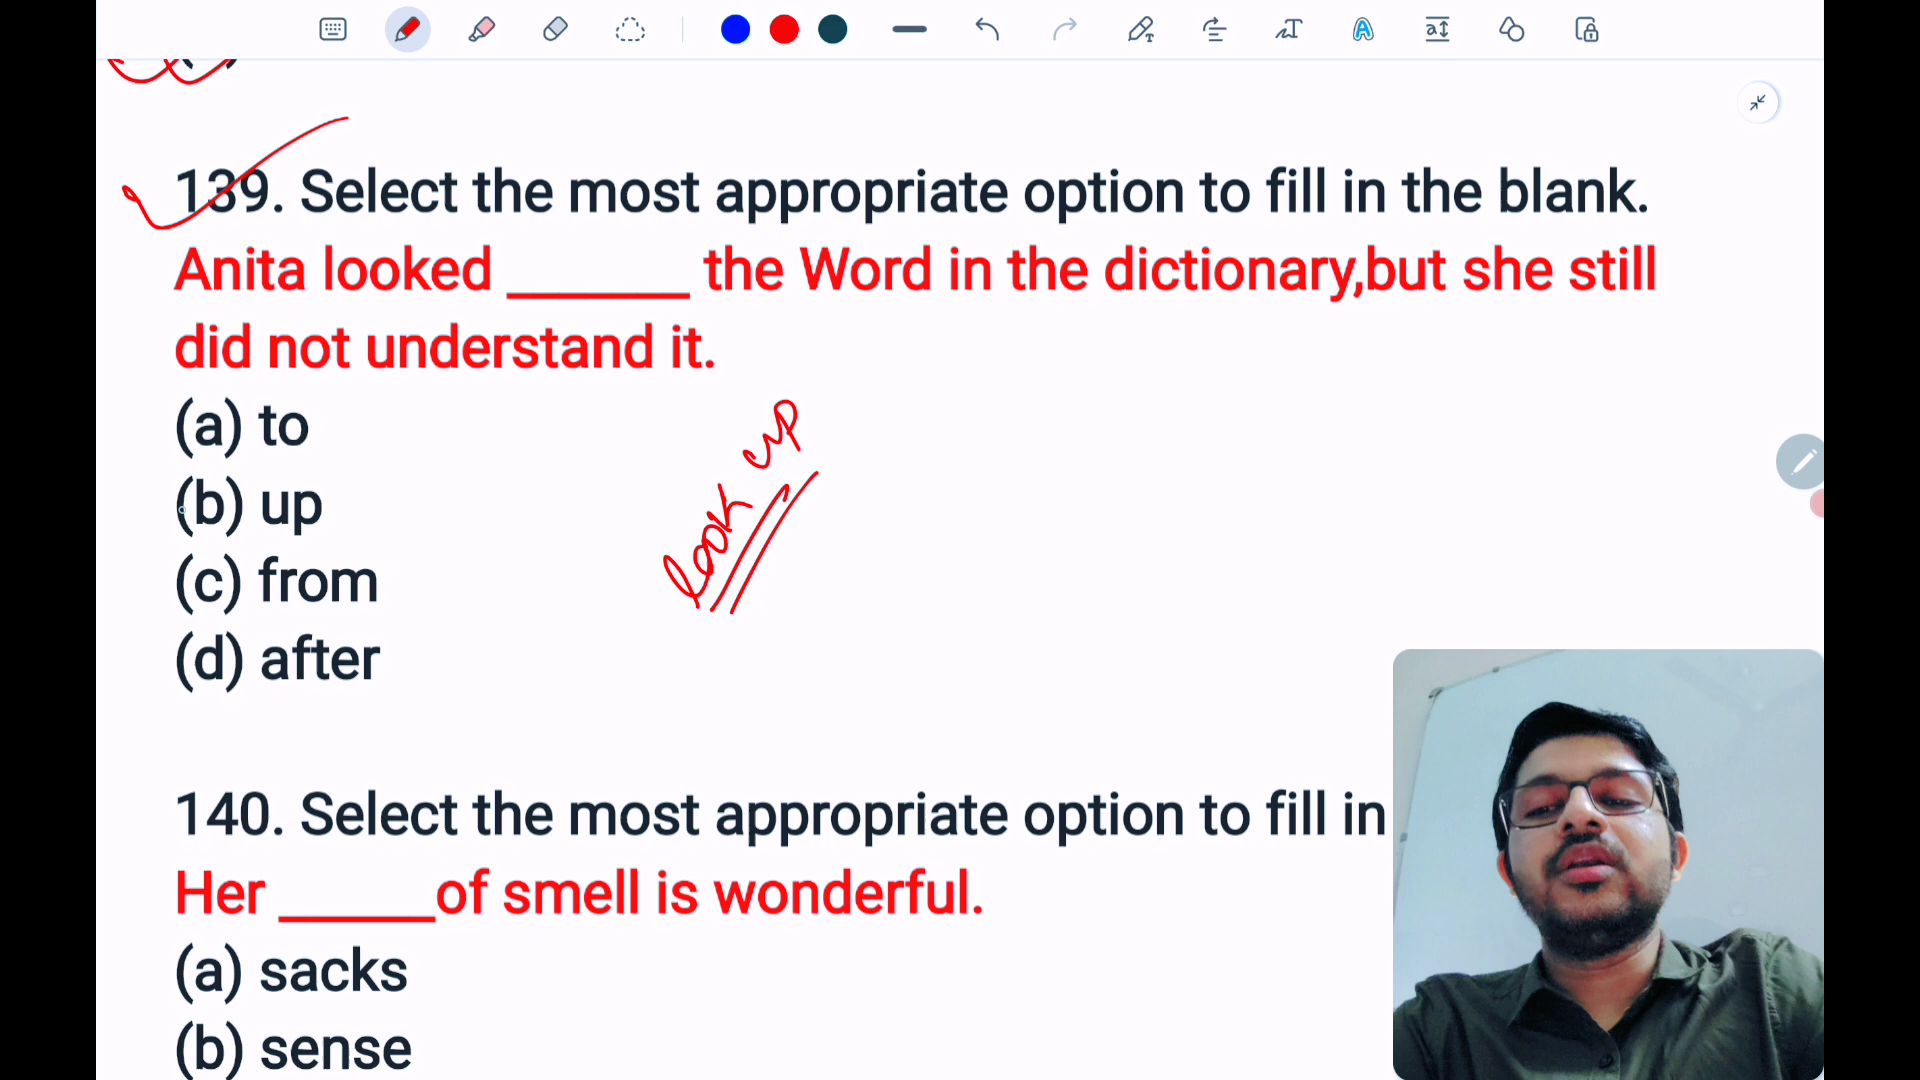 139. Select the most appropriate option to fill in the blank.
Anita looked _______ the Word in the dictionary,but she still
did not understand it.
(a) to
(b) up
(c) from
(d) after
look up
140. Select the most appropriate option to fill in
Her ______of smell is wonderful.
(a) sacks
(b) sense